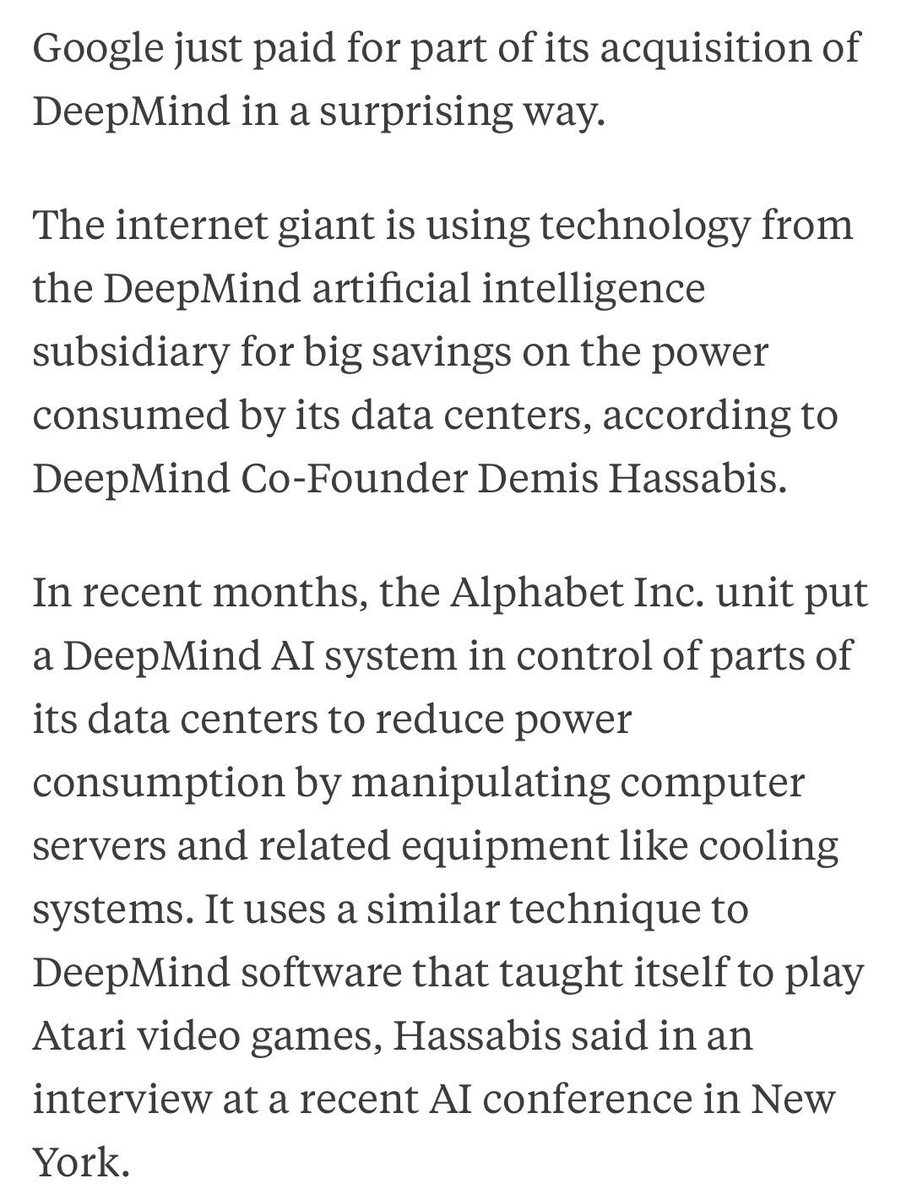 Google just paid for part of its acquisition of
DeepMind in a surprising way.
The internet giant is using technology from
the DeepMind artificial intelligence
subsidiary for big savings on the power
consumed by its data centers, according to
DeepMind Co-Founder Demis Hassabis.
In recent months, the Alphabet Inc. unit put
a DeepMind AI system in control of parts of
its data centers to reduce power
consumption by manipulating computer
servers and related equipment like cooling
systems. It uses a similar technique to
DeepMind software that taught itself to play
Atari video games, Hassabis said in an
interview at a recent AI conference in New
York.